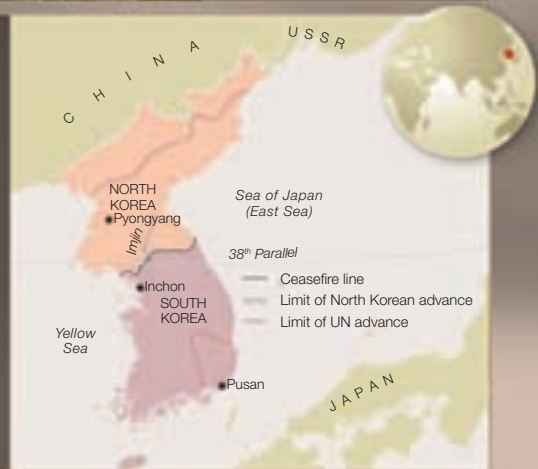 CHINA
USSR
NORTH
KOREA
Pyongyang
Imjin
Sea of Japan
(East Sea)
38th Parallel
Ceasefire line
Limit of North Korean advance
Limit of UN advance
Inchon
SOUTH
KOREA
Yellow
Sea
Pusan
JAPAN